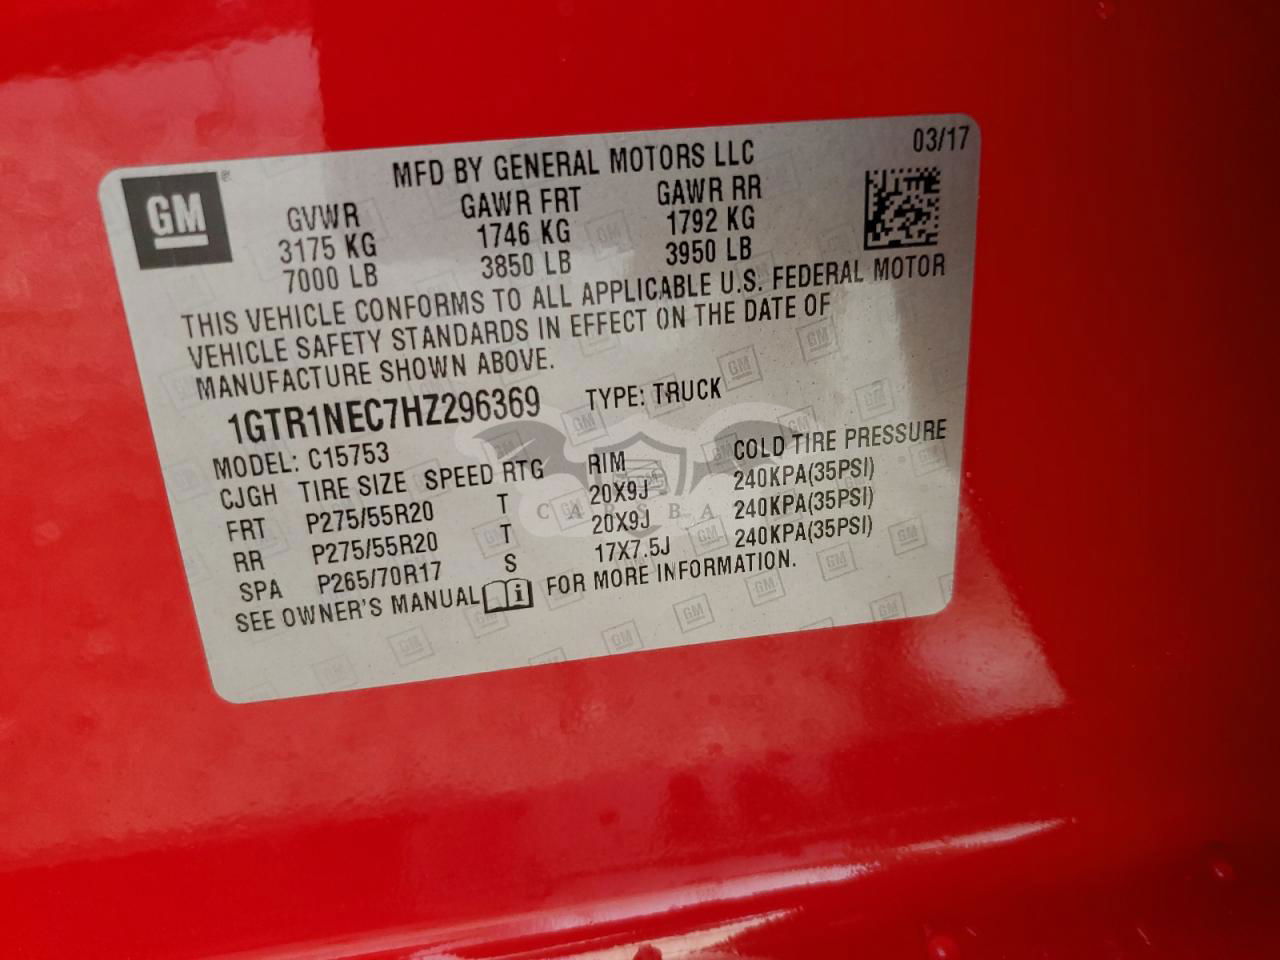 03/17
MFD BY GENERAL MOTORS LLC
GM®
GVWR GAWR FRT GAWR RR
3175 KG 1746 KG 1792 KG
7000 LB 3850 LB 3950 LB
THIS VEHICLE CONFORMS TO ALL APPLICABLE U.S. FEDERAL MOTOR
VEHICLE SAFETY STANDARDS IN EFFECT ON THE DATE OF
MANUFACTURE SHOWN ABOVE.
1GTR1NEC7HZ296369 TYPE: TRUCK
MODEL: C15753
CJGH TIRE SIZE SPEED RTG RIM COLD TIRE PRESSURE
FRT P275/55R20 T 20X9J 240KPA(35PSI)
RR P275/55R20 T 20X9J 240KPA(35PSI)
SPA P265/70R17 S 17X7.5J 240KPA(35PSI)
SEE OWNER'S MANUAL i FOR MORE INFORMATION.
CARSBA